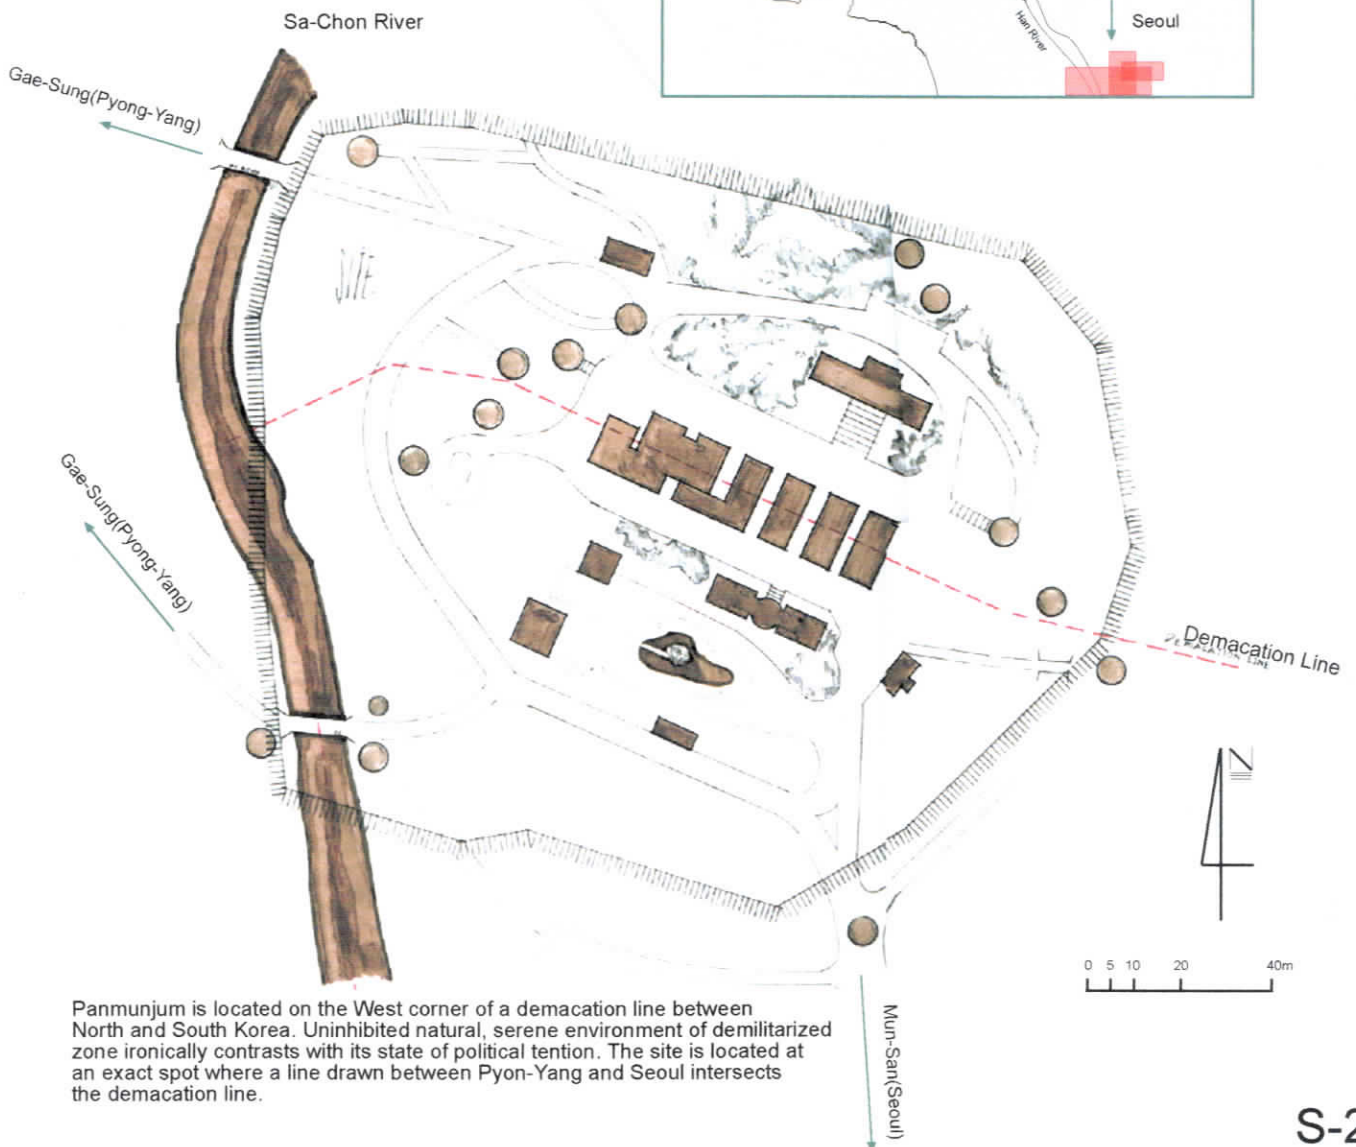 Sa-Chon River
Han River
Seoul
Gae-Sung(Pyong-Yang)
Gae-Sung(Pyong-Yang)
Demacation Line
DEMACATION LINE
N
0 5 10 20 40m
Mun-San(Seoul)
Panmunjum is located on the West corner of a demacation line between
North and South Korea. Uninhibited natural, serene environment of demilitarized
zone ironically contrasts with its state of political tention. The site is located at
an exact spot where a line drawn between Pyon-Yang and Seoul intersects
the demacation line.
S-2